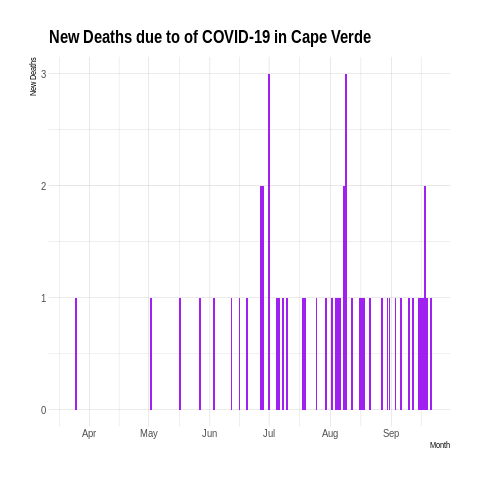 New Deaths due to of COVID-19 in Cape Verde
New Deaths
3
2
1
0
Apr May Jun Jul Aug Sep
Month